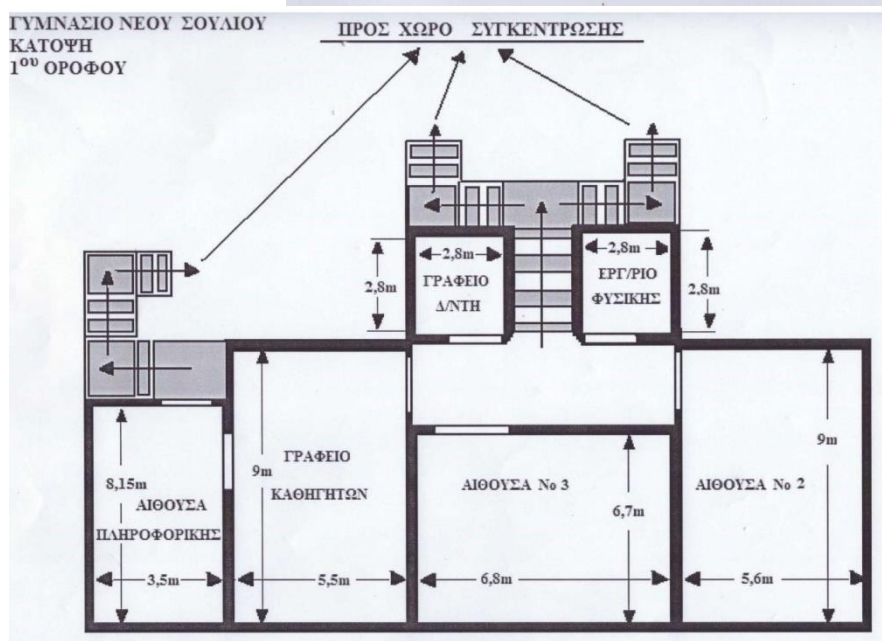 ΓΥΜΝΑΣΙΟ ΝΕΟΥ ΣΟΥΛΙΟΥ
ΚΑΤΟΨΗ
1ου ΟΡΟΦΟΥ
ΠΡΟΣ ΧΩΡΟ ΣΥΓΚΕΝΤΡΩΣΗΣ
2,8m
ΓΡΑΦΕΙΟ
Δ/ΝΤΗ
2,8m
2,8m
ΕΡΓ/ΡΙΟ
ΦΥΣΙΚΗΣ
2,8m
8,15m
ΑΙΘΟΥΣΑ
ΠΛΗΡΟΦΟΡΙΚΗΣ
3,5m
9m
ΓΡΑΦΕΙΟ
ΚΑΘΗΓΗΤΩΝ
5,5m
ΑΙΘΟΥΣΑ Νο 3
6,7m
6,8m
ΑΙΘΟΥΣΑ Νο 2
9m
5,6m